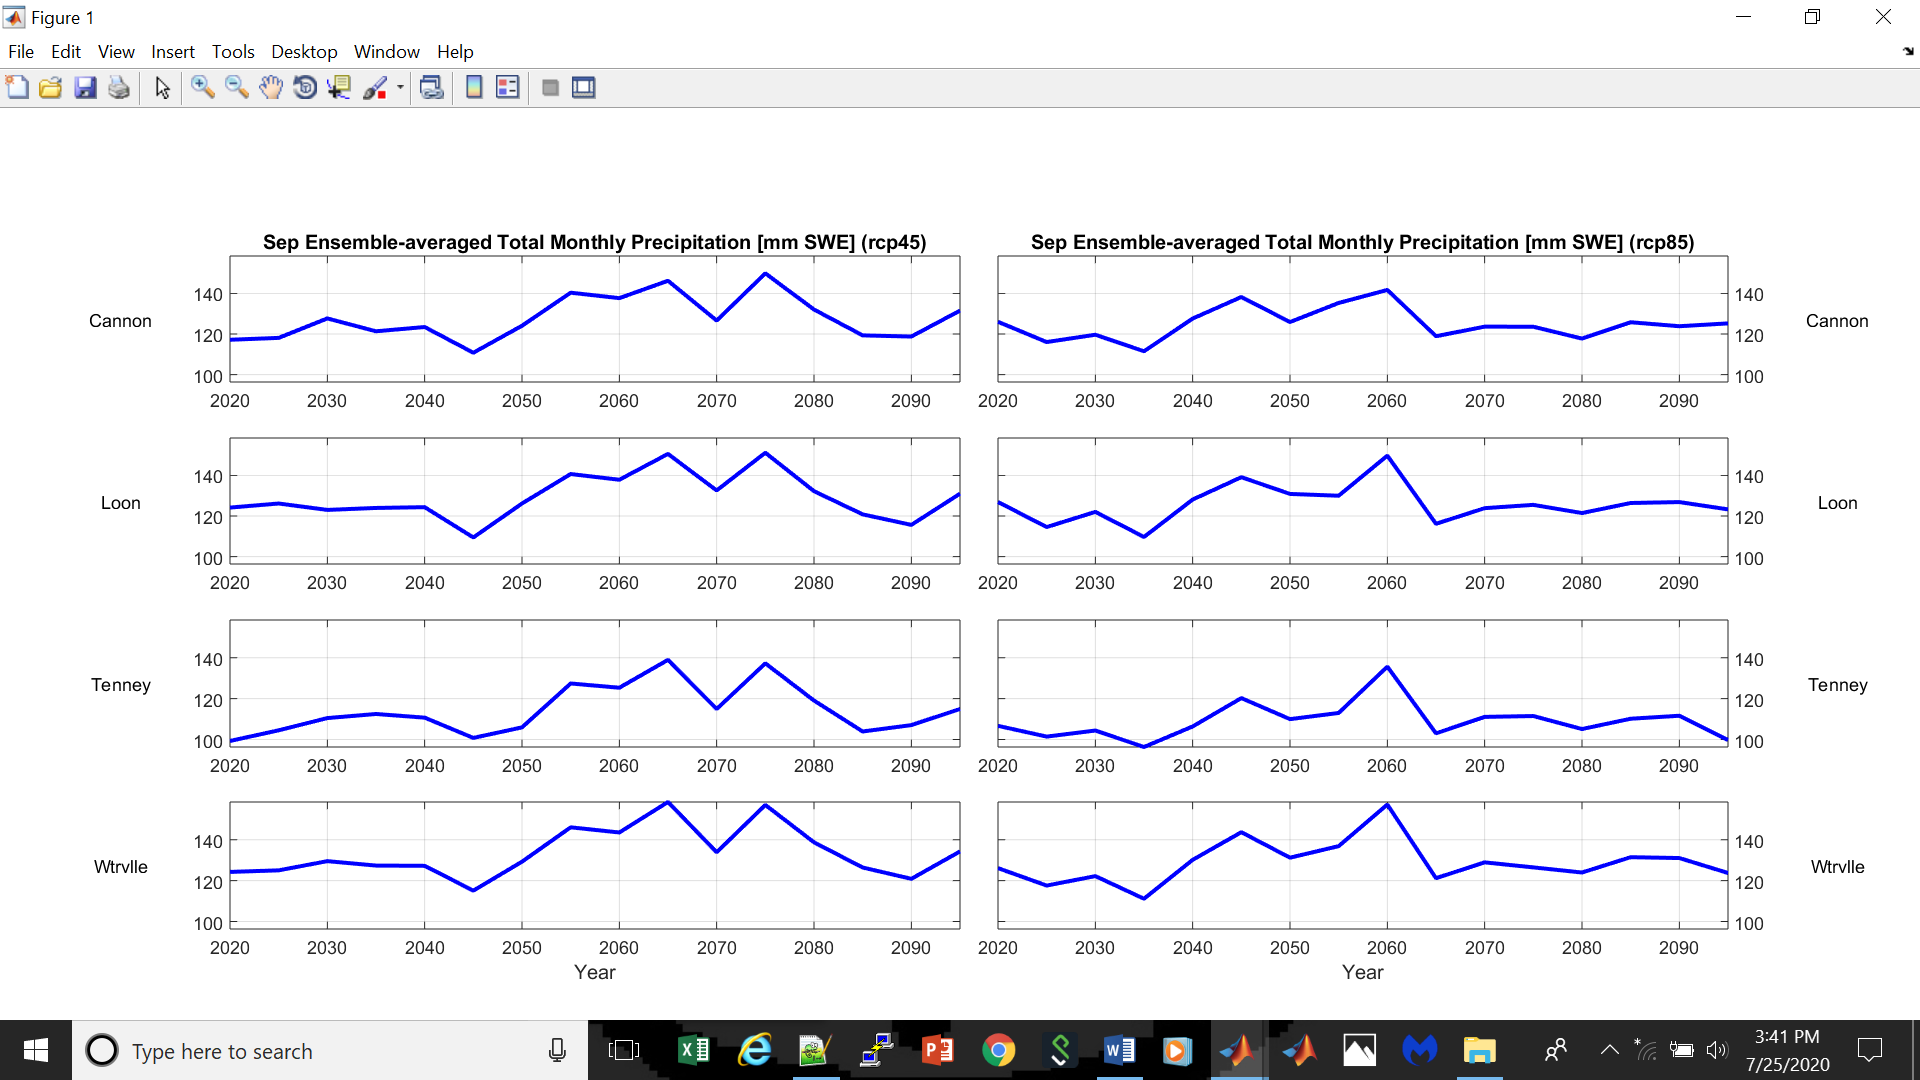 Figure 1
File Edit View Insert Tools Desktop Window Help
Sep Ensemble-averaged Total Monthly Precipitation [mm SWE] (rcp45)
Sep Ensemble-averaged Total Monthly Precipitation [mm SWE] (rcp85)
140 140
Cannon Cannon
120 120
100 100
2020 2030 2040 2050 2060 2070 2080 2090 2020 2030 2040 2050 2060 2070 2080 2090
140 140
Loon Loon
120 120
100 100
2020 2030 2040 2050 2060 2070 2080 2090 2020 2030 2040 2050 2060 2070 2080 2090
140 140
Tenney Tenney
120 120
100 100
2020 2030 2040 2050 2060 2070 2080 2090 2020 2030 2040 2050 2060 2070 2080 2090
140 140
Wtrvlle Wtrvlle
120 120
100 100
2020 2030 2040 2050 2060 2070 2080 2090 2020 2030 2040 2050 2060 2070 2080 2090
Year Year
Type here to search
3:41 PM
7/25/2020